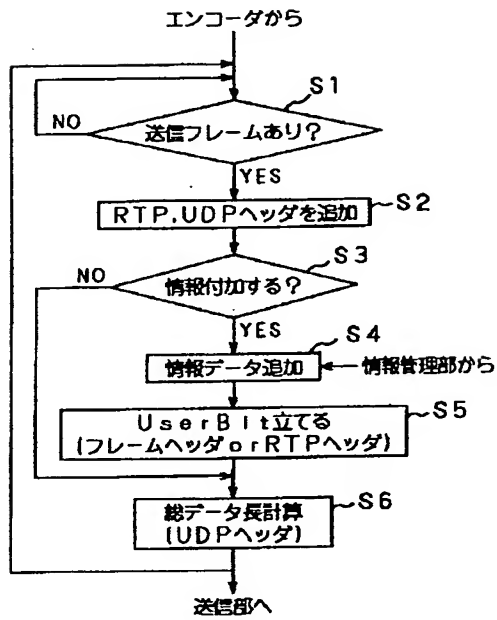 エンコーダから
S1
送信フレームあり?
NO
YES
RTP.UDPヘッダを追加
S2
S3
情報付加する?
NO
YES
S4
情報データ追加
情報管理部から
UserBit立てる
(フレームヘッダorRTPヘッダ)
S5
総データ長計算
(UDPヘッダ)
S6
送信部へ